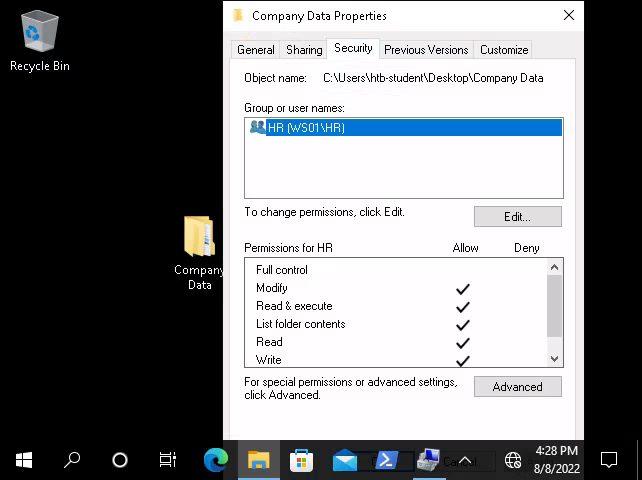 Company Data Properties
General Sharing Security Previous Versions Customize
Recycle Bin
Object name: C:\Users\htb-student\Desktop\Company Data
Group or user names:
HR (WS01\HR)
To change permissions, click Edit.
Edit...
Permissions for HR Allow Deny
Full control
Modify
Read & execute
List folder contents
Read
Write
Company
Data
For special permissions or advanced settings,
click Advanced.
Advanced
4:28 PM
8/8/2022